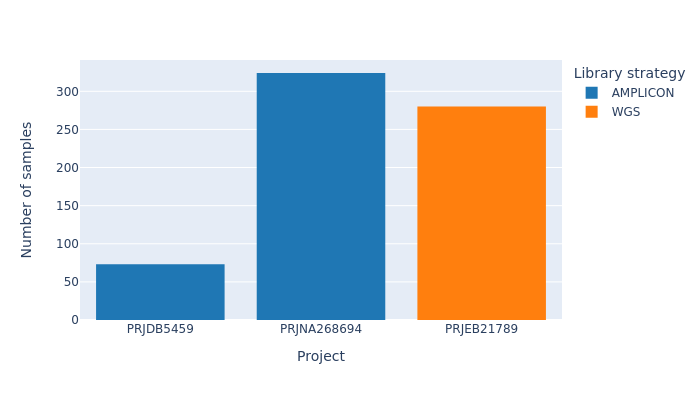 Number of samples
300
250
200
150
100
50
0
PRJDB5459 PRJNA268694 PRJEB21789
Project
Library strategy
AMPLICON
WGS